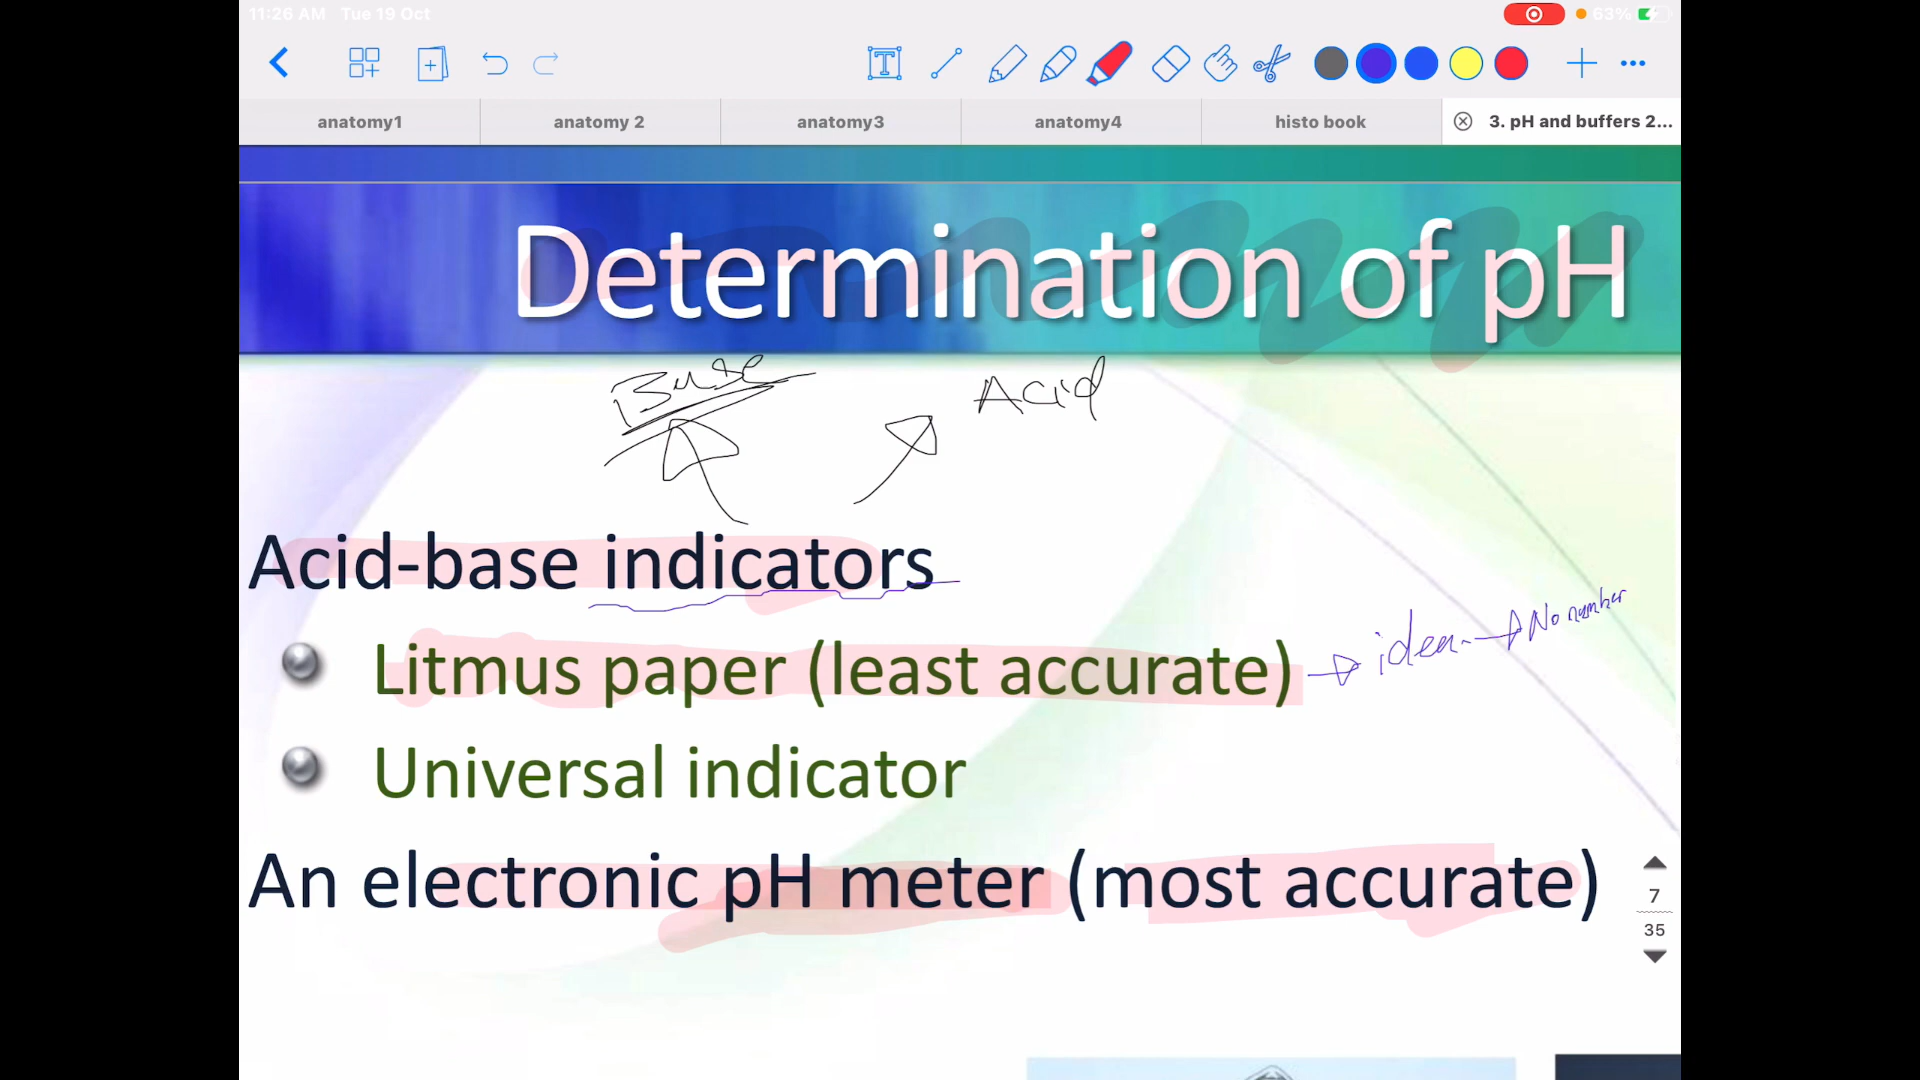 11:26 AM Tue 19 Oct
63%
T
anatomy1
anatomy 2
anatomy3
anatomy4
histo book
3. pH and buffers 2...
Determination of pH
Base
Acid
Acid-base indicators
Litmus paper (least accurate) idea No number
Universal indicator
An electronic pH meter (most accurate)
7
35